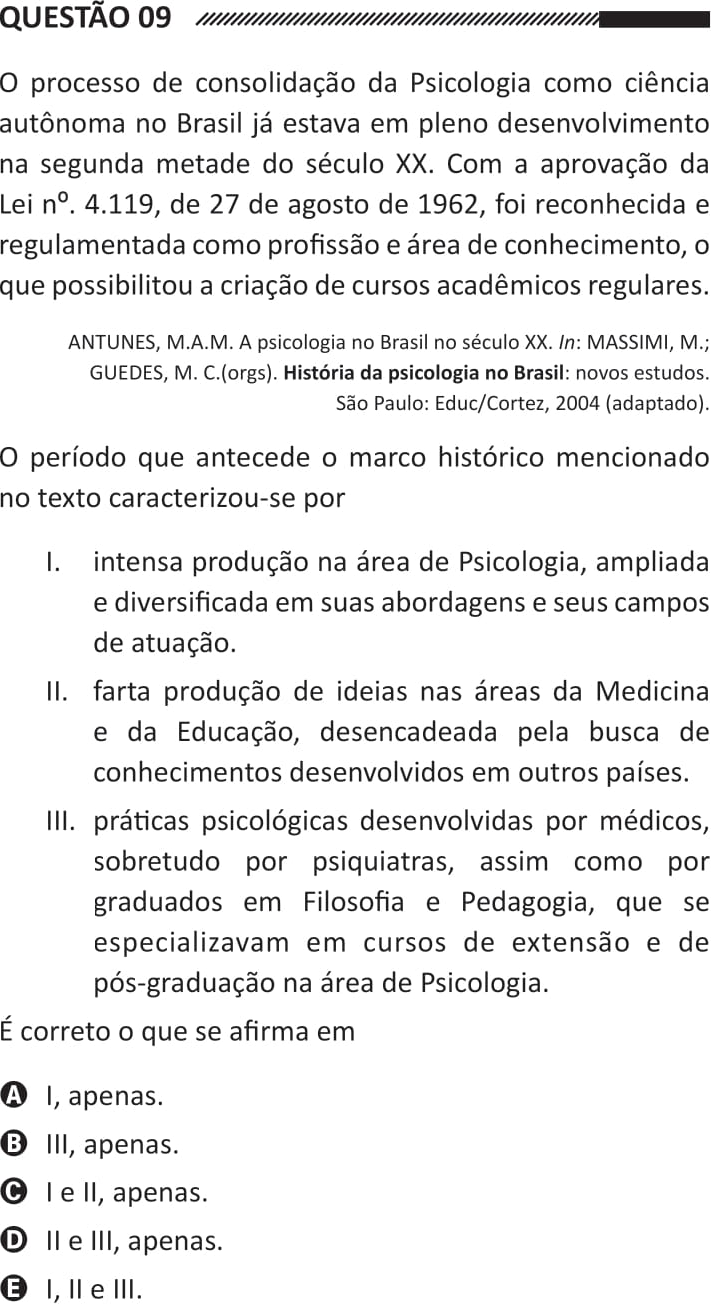 QUESTÃO 09
O processo de consolidação da Psicologia como ciência
autônoma no Brasil já estava em pleno desenvolvimento
na segunda metade do século XX. Com a aprovação da
Lei nº. 4.119, de 27 de agosto de 1962, foi reconhecida e
regulamentada como profissão e área de conhecimento, o
que possibilitou a criação de cursos acadêmicos regulares.
ANTUNES, M.A.M. A psicologia no Brasil no século XX. In: MASSIMI, M.;
GUEDES, M. C.(orgs). História da psicologia no Brasil: novos estudos.
São Paulo: Educ/Cortez, 2004 (adaptado).
O período que antecede o marco histórico mencionado
no texto caracterizou-se por
I. intensa produção na área de Psicologia, ampliada
e diversificada em suas abordagens e seus campos
de atuação.
II. farta produção de ideias nas áreas da Medicina
e da Educação, desencadeada pela busca de
conhecimentos desenvolvidos em outros países.
III. práticas psicológicas desenvolvidas por médicos,
sobretudo por psiquiatras, assim como por
graduados em Filosofia e Pedagogia, que se
especializavam em cursos de extensão e de
pós-graduação na área de Psicologia.
É correto o que se afirma em
A I, apenas.
B III, apenas.
C I e II, apenas.
D II e III, apenas.
E I, II e III.